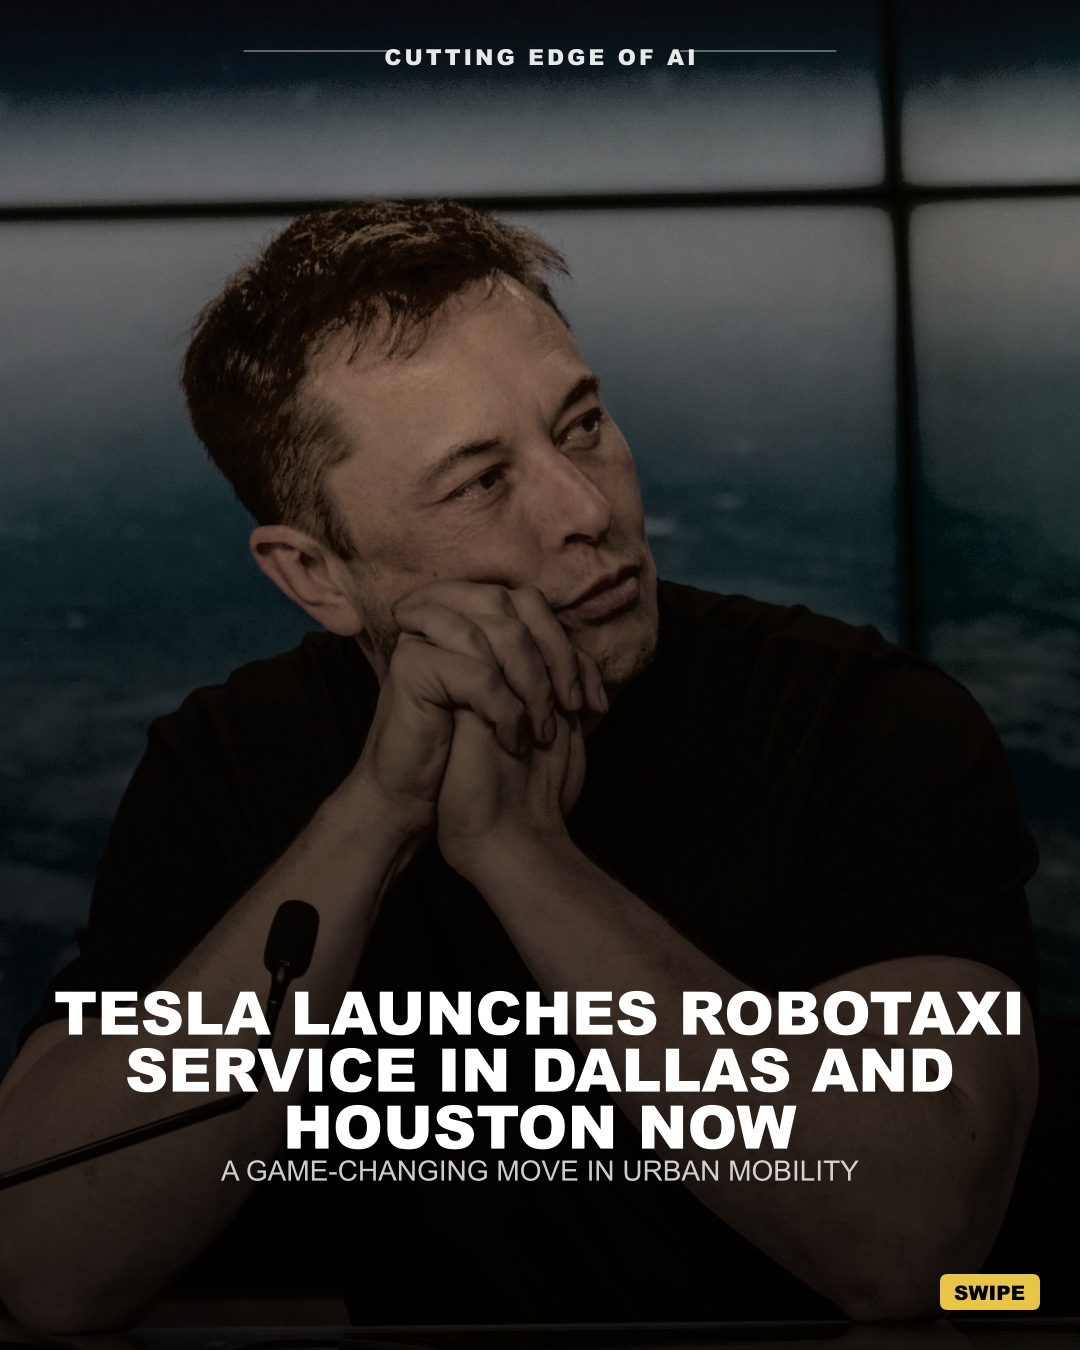 CUTTING EDGE OF AI
TESLA LAUNCHES ROBOTAXI
SERVICE IN DALLAS AND
HOUSTON NOW
A GAME-CHANGING MOVE IN URBAN MOBILITY
SWIPE